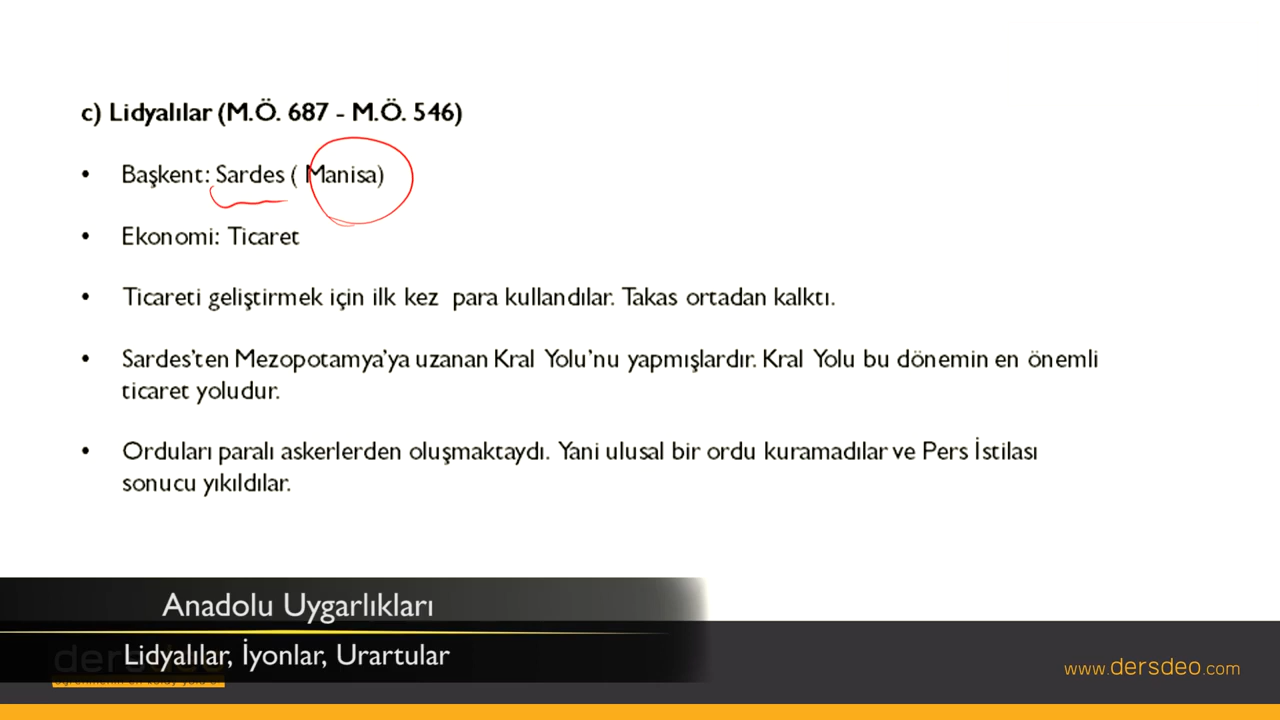 c) Lidyalılar (M.Ö. 687 - M.Ö. 546)
• Başkent: Sardes ( Manisa)
• Ekonomi: Ticaret
• Ticareti geliştirmek için ilk kez para kullandılar. Takas ortadan kalktı.
• Sardes'ten Mezopotamya'ya uzanan Kral Yolu'nu yapmışlardır. Kral Yolu bu dönemin en önemli
ticaret yoludur.
• Orduları paralı askerlerden oluşmaktaydı. Yani ulusal bir ordu kuramadılar ve Pers İstilası
sonucu yıkıldılar.
Anadolu Uygarlıkları
Lidyalılar, İyonlar, Urartular
dersdeo
www.dersdeo.com